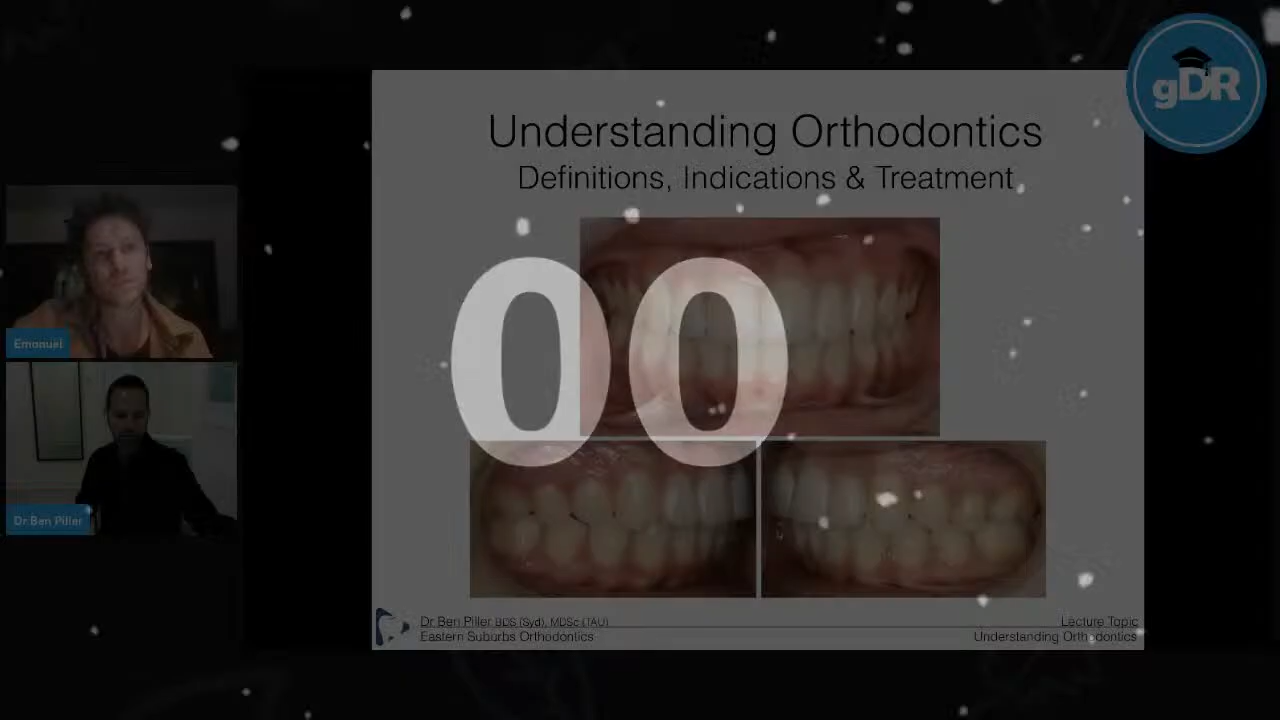 gDR
Understanding Orthodontics
Definitions, Indications & Treatment
00
Emanuel
Dr Ben Piller
Dr Ben Piller BDS (Syd), MDSc (TAU)
Eastern Suburbs Orthodontics
Lecture Topic
Understanding Orthodontics